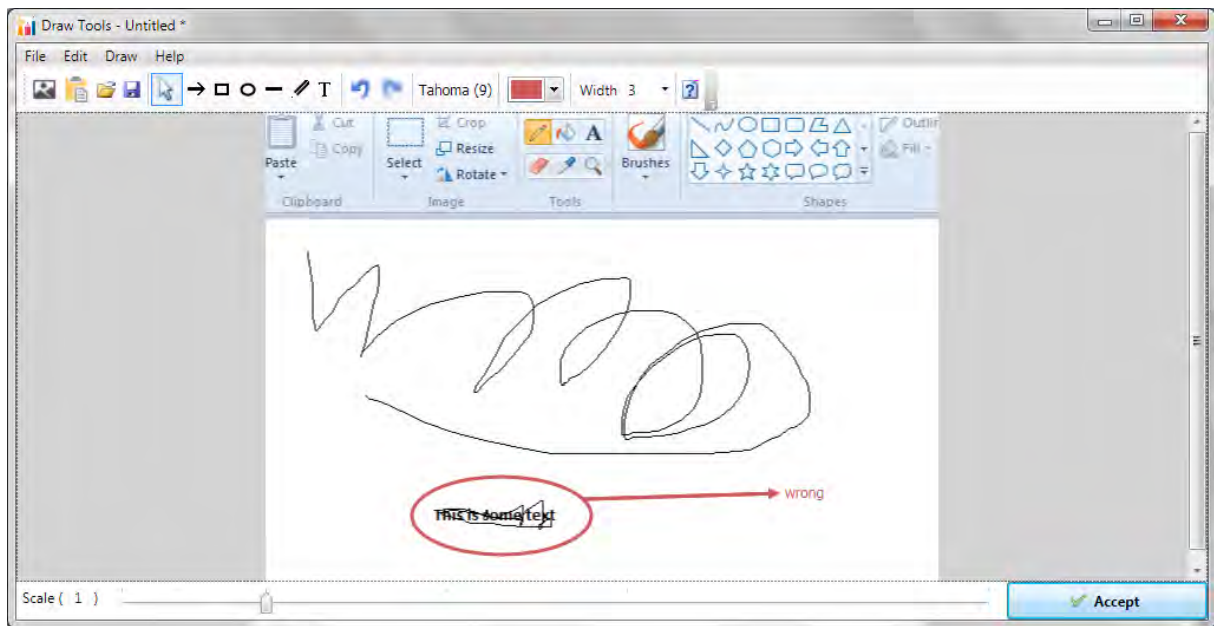 Draw Tools - Untitled *
File Edit Draw Help
T Tahoma (9) Width 3
Cut
Copy
Paste
Clipboard
Crop
Resize
Rotate
Select
Image
A
Tools
Brushes
Outlin
Fill
Shapes
wrong
This is some text
Scale ( 1 )
Accept